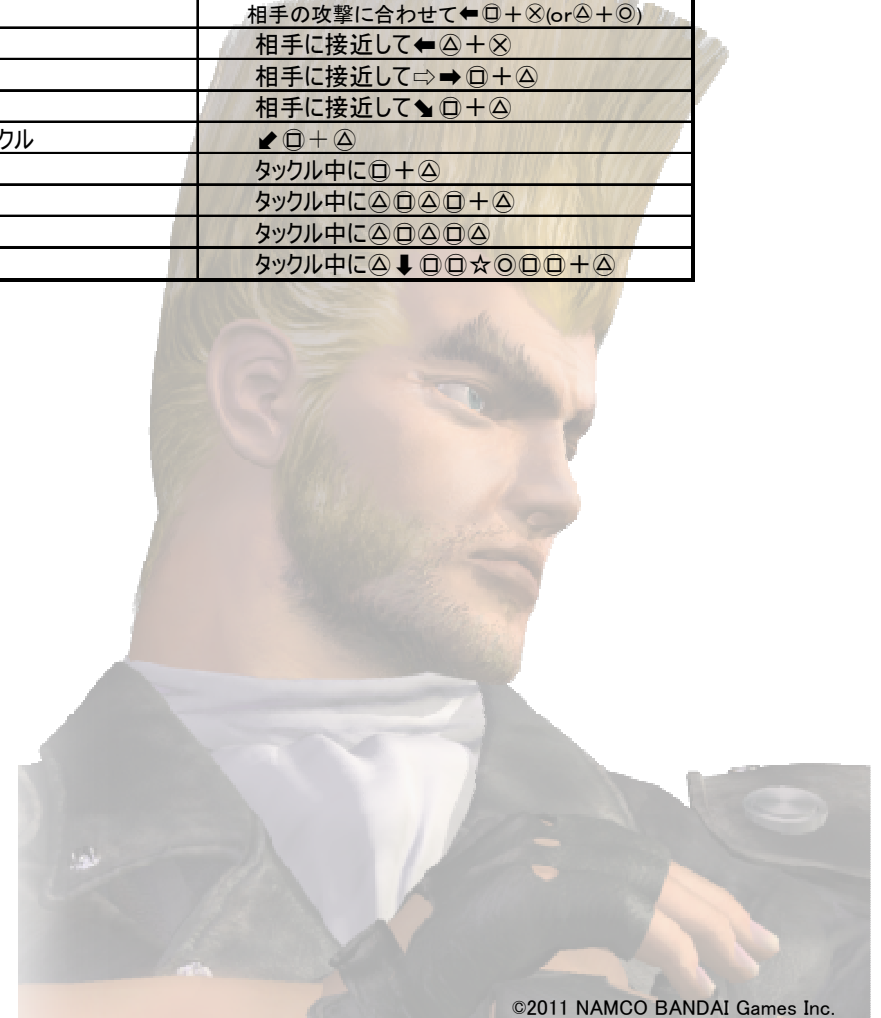 相手の攻撃に合わせて⬅□+⊗(or△+◎)
相手に接近して⬅△+⊗
相手に接近して⇨➡□+△
相手に接近して⬊□+△
クル ⬋□+△
タックル中に□+△
タックル中に△□△□+△
タックル中に△□△□△
タックル中に△⬇□□☆◎□□+△
©2011 NAMCO BANDAI Games Inc.